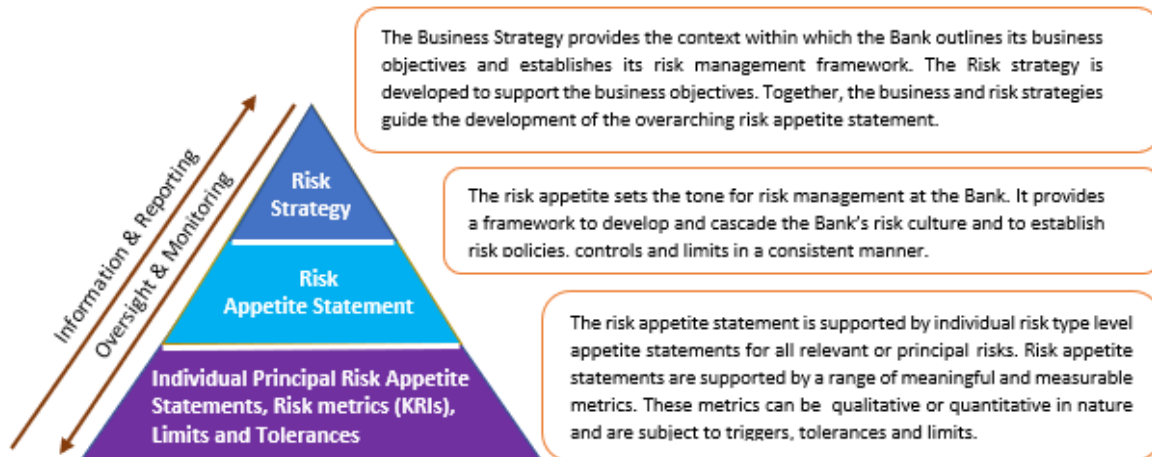 The Business Strategy provides the context within which the Bank outlines its business
objectives and establishes its risk management framework. The Risk strategy is
developed to support the business objectives. Together, the business and risk strategies
guide the development of the overarching risk appetite statement.
Information & Reporting
Oversight & Monitoring
Risk
Strategy
The risk appetite sets the tone for risk management at the Bank. It provides
a framework to develop and cascade the Bank's risk culture and to establish
risk policies. controls and limits in a consistent manner.
Risk
Appetite Statement
The risk appetite statement is supported by individual risk type level
appetite statements for all relevant or principal risks. Risk appetite
statements are supported by a range of meaningful and measurable
metrics. These metrics can be qualitative or quantitative in nature
and are subject to triggers, tolerances and limits.
Individual Principal Risk Appetite
Statements, Risk metrics (KRIs),
Limits and Tolerances